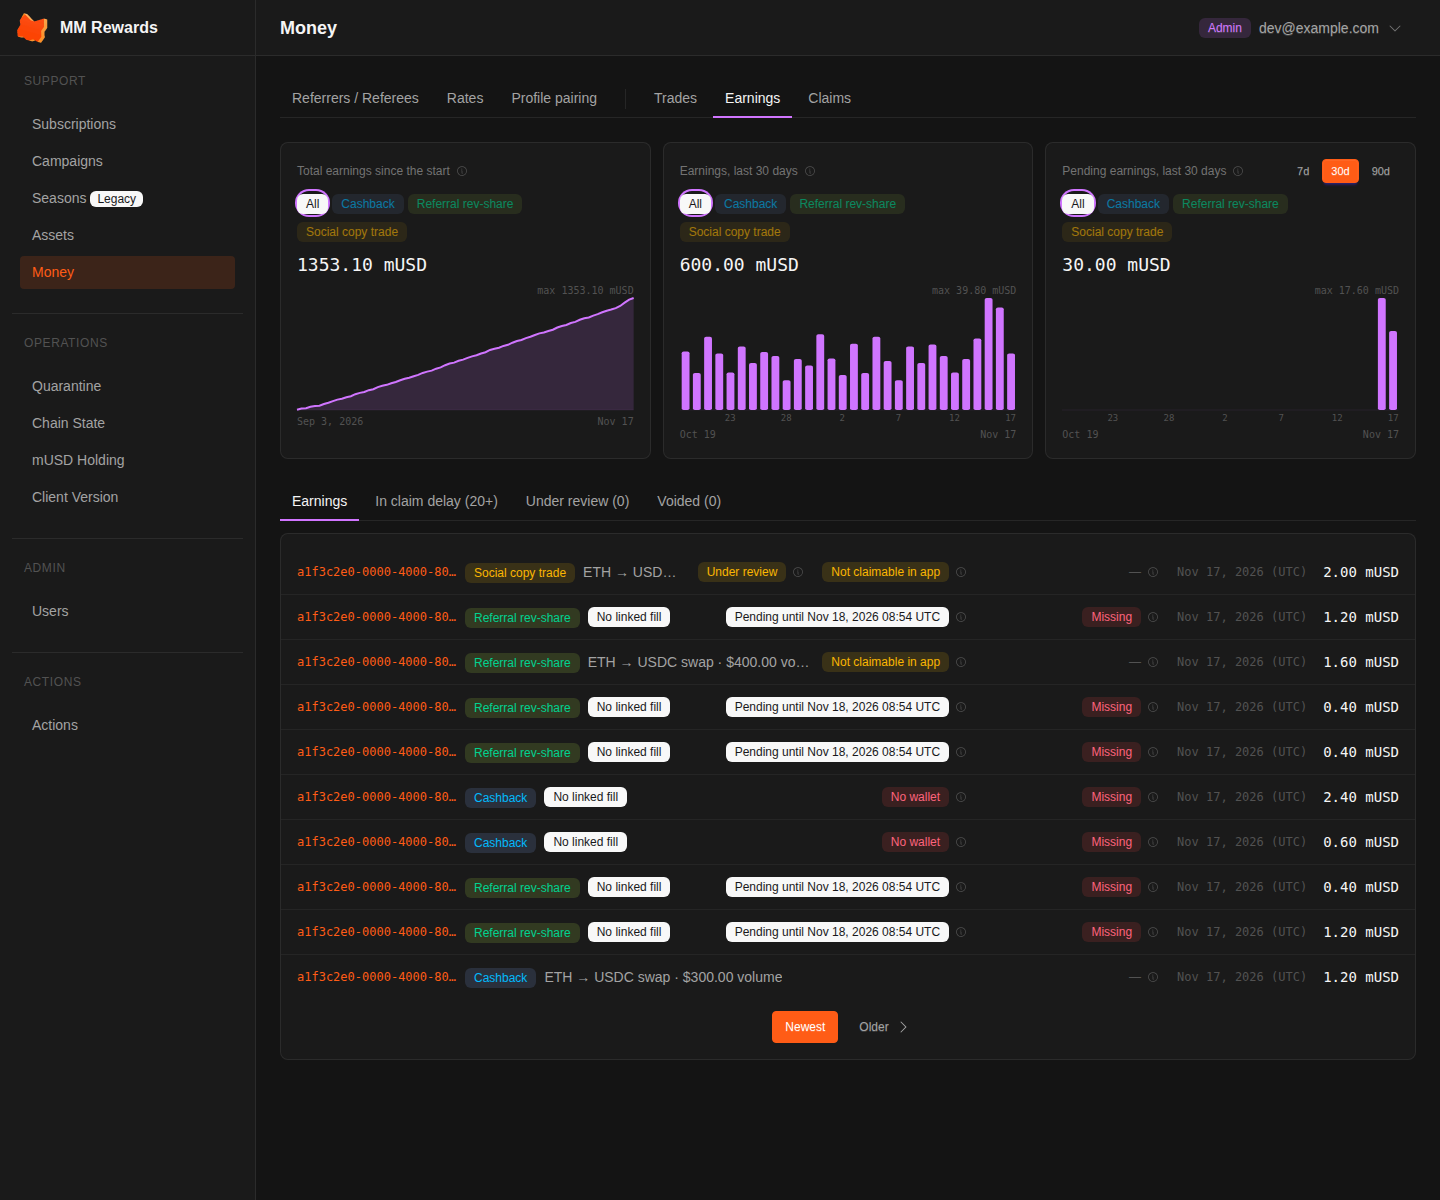 MM Rewards
Money
Admin dev@example.com
SUPPORT
Subscriptions
Campaigns
Seasons Legacy
Assets
Money
OPERATIONS
Quarantine
Chain State
mUSD Holding
Client Version
ADMIN
Users
ACTIONS
Actions
Referrers / Referees Rates Profile pairing Trades Earnings Claims
Total earnings since the start
All Cashback Referral rev-share
Social copy trade
1353.10 mUSD
max 1353.10 mUSD
Sep 3, 2026 Nov 17
Earnings, last 30 days
All Cashback Referral rev-share
Social copy trade
600.00 mUSD
max 39.80 mUSD
23 28 2 7 12 17
Oct 19 Nov 17
Pending earnings, last 30 days 7d 30d 90d
All Cashback Referral rev-share
Social copy trade
30.00 mUSD
max 17.60 mUSD
23 28 2 7 12 17
Oct 19 Nov 17
Earnings In claim delay (20+) Under review (0) Voided (0)
a1f3c2e0-0000-4000-80… Social copy trade ETH → USD… Under review Not claimable in app — Nov 17, 2026 (UTC) 2.00 mUSD
a1f3c2e0-0000-4000-80… Referral rev-share No linked fill Pending until Nov 18, 2026 08:54 UTC Missing Nov 17, 2026 (UTC) 1.20 mUSD
a1f3c2e0-0000-4000-80… Referral rev-share ETH → USDC swap · $400.00 vo… Not claimable in app — Nov 17, 2026 (UTC) 1.60 mUSD
a1f3c2e0-0000-4000-80… Referral rev-share No linked fill Pending until Nov 18, 2026 08:54 UTC Missing Nov 17, 2026 (UTC) 0.40 mUSD
a1f3c2e0-0000-4000-80… Referral rev-share No linked fill Pending until Nov 18, 2026 08:54 UTC Missing Nov 17, 2026 (UTC) 0.40 mUSD
a1f3c2e0-0000-4000-80… Cashback No linked fill No wallet Missing Nov 17, 2026 (UTC) 2.40 mUSD
a1f3c2e0-0000-4000-80… Cashback No linked fill No wallet Missing Nov 17, 2026 (UTC) 0.60 mUSD
a1f3c2e0-0000-4000-80… Referral rev-share No linked fill Pending until Nov 18, 2026 08:54 UTC Missing Nov 17, 2026 (UTC) 0.40 mUSD
a1f3c2e0-0000-4000-80… Referral rev-share No linked fill Pending until Nov 18, 2026 08:54 UTC Missing Nov 17, 2026 (UTC) 1.20 mUSD
a1f3c2e0-0000-4000-80… Cashback ETH → USDC swap · $300.00 volume — Nov 17, 2026 (UTC) 1.20 mUSD
Newest Older